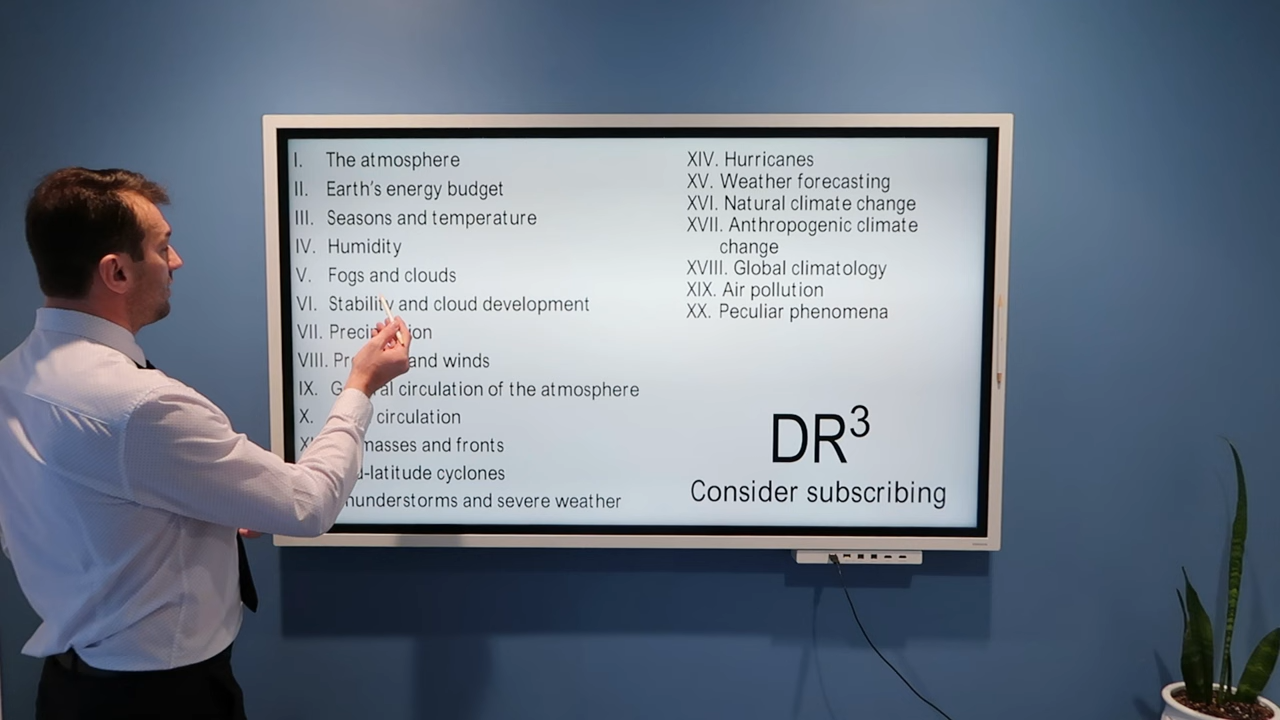 I. The atmosphere
II. Earth's energy budget
III. Seasons and temperature
IV. Humidity
V. Fogs and clouds
VI. Stability and cloud development
VII.
VIII. and winds
IX. circulation of the atmosphere
X. circulation
masses and fronts
-latitude cyclones
hunderstorms and severe weather
XIV. Hurricanes
XV. Weather forecasting
XVI. Natural climate change
XVII. Anthropogenic climate
change
XVIII. Global climatology
XIX. Air pollution
XX. Peculiar phenomena
DR³
Consider subscribing